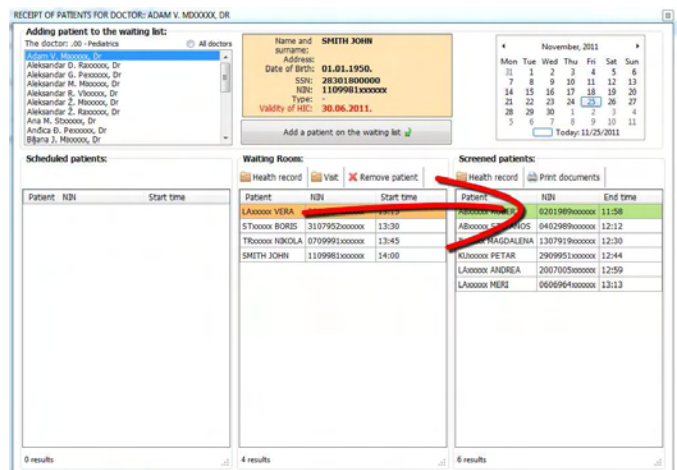 RECEIPT OF PATIENTS FOR DOCTOR: ADAM V. MDXXXXX, DR
Adding patient to the waiting list:
The doctor: .00 - Pediatrics All doctors
Adam V. Mxxxxx, Dr
Aleksandar D. Raxxxxx, Dr
Aleksandar G. Pexxxxx, Dr
Aleksandar M. Mxxxxx, Dr
Aleksandar R. Vxxxxx, Dr
Aleksandar Ž. Mxxxxx, Dr
Aleksandar Ž. Raxxxxx, Dr
Ana M. Stxxxxx, Dr
Anđica Đ. Pexxxxx, Dr
Biljana J. Mxxxxx, Dr
Name and surname: SMITH JOHN
Address:
Date of Birth: 01.01.1950.
SSN: 28301800000
NIN: 1109981xxxxxx
Type: -
Validity of HIC: 30.06.2011.
Add a patient on the waiting list
November, 2011
Mon Tue Wed Thu Fri Sat Sun
31 1 2 3 4 5 6
7 8 9 10 11 12 13
14 15 16 17 18 19 20
21 22 23 24 25 26 27
28 29 30 1 2 3 4
5 6 7 8 9 10 11
Today: 11/25/2011
Scheduled patients:
Patient NIN Start time
0 results
Waiting Room:
Health record Visit Remove patient
Patient NIN Start time
LAxxxxx VERA
STxxxxx BORIS 3107952xxxxxx 13:30
TRxxxxx NIKOLA 0709991xxxxxx 13:45
SMITH JOHN 1109981xxxxxx 14:00
4 results
Screened patients:
Health record Print documents
Patient NIN End time
0201989xxxxxx 11:58
0402989xxxxxx 12:12
MAGDALENA 1307919xxxxxx 12:30
KUxxxxx PETAR 2909951xxxxxx 12:44
LAxxxxx ANDREA 2007005xxxxxx 12:59
LAxxxxx MERI 0606964xxxxxx 13:13
6 results